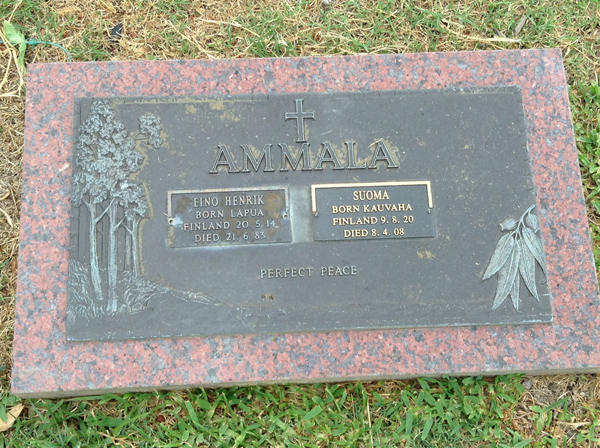 AMMALA
EINO HENRIK
BORN LAPUA
FINLAND 20.5.14
DIED 21.6.83
SUOMA
BORN KAUVAHA
FINLAND 9.8.20
DIED 8.4.08
PERFECT PEACE